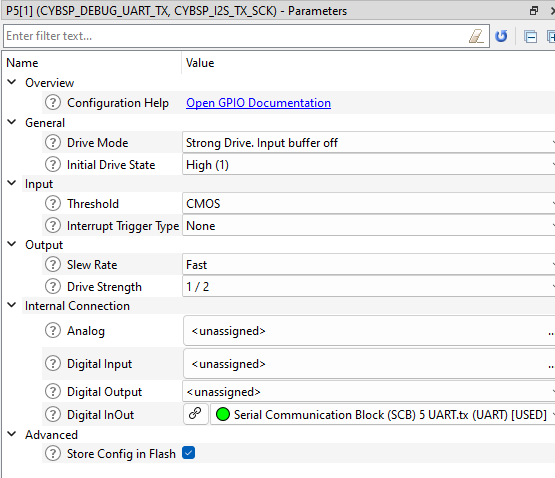 P5[1] (CYBSP_DEBUG_UART_TX, CYBSP_I2S_TX_SCK) - Parameters
Enter filter text...
Name Value
Overview
Configuration Help Open GPIO Documentation
General
Drive Mode Strong Drive. Input buffer off
Initial Drive State High (1)
Input
Threshold CMOS
Interrupt Trigger Type None
Output
Slew Rate Fast
Drive Strength 1 / 2
Internal Connection
Analog <unassigned> ..
Digital Input <unassigned> ..
Digital Output <unassigned>
Digital InOut Serial Communication Block (SCB) 5 UART.tx (UART) [USED]
Advanced
Store Config in Flash